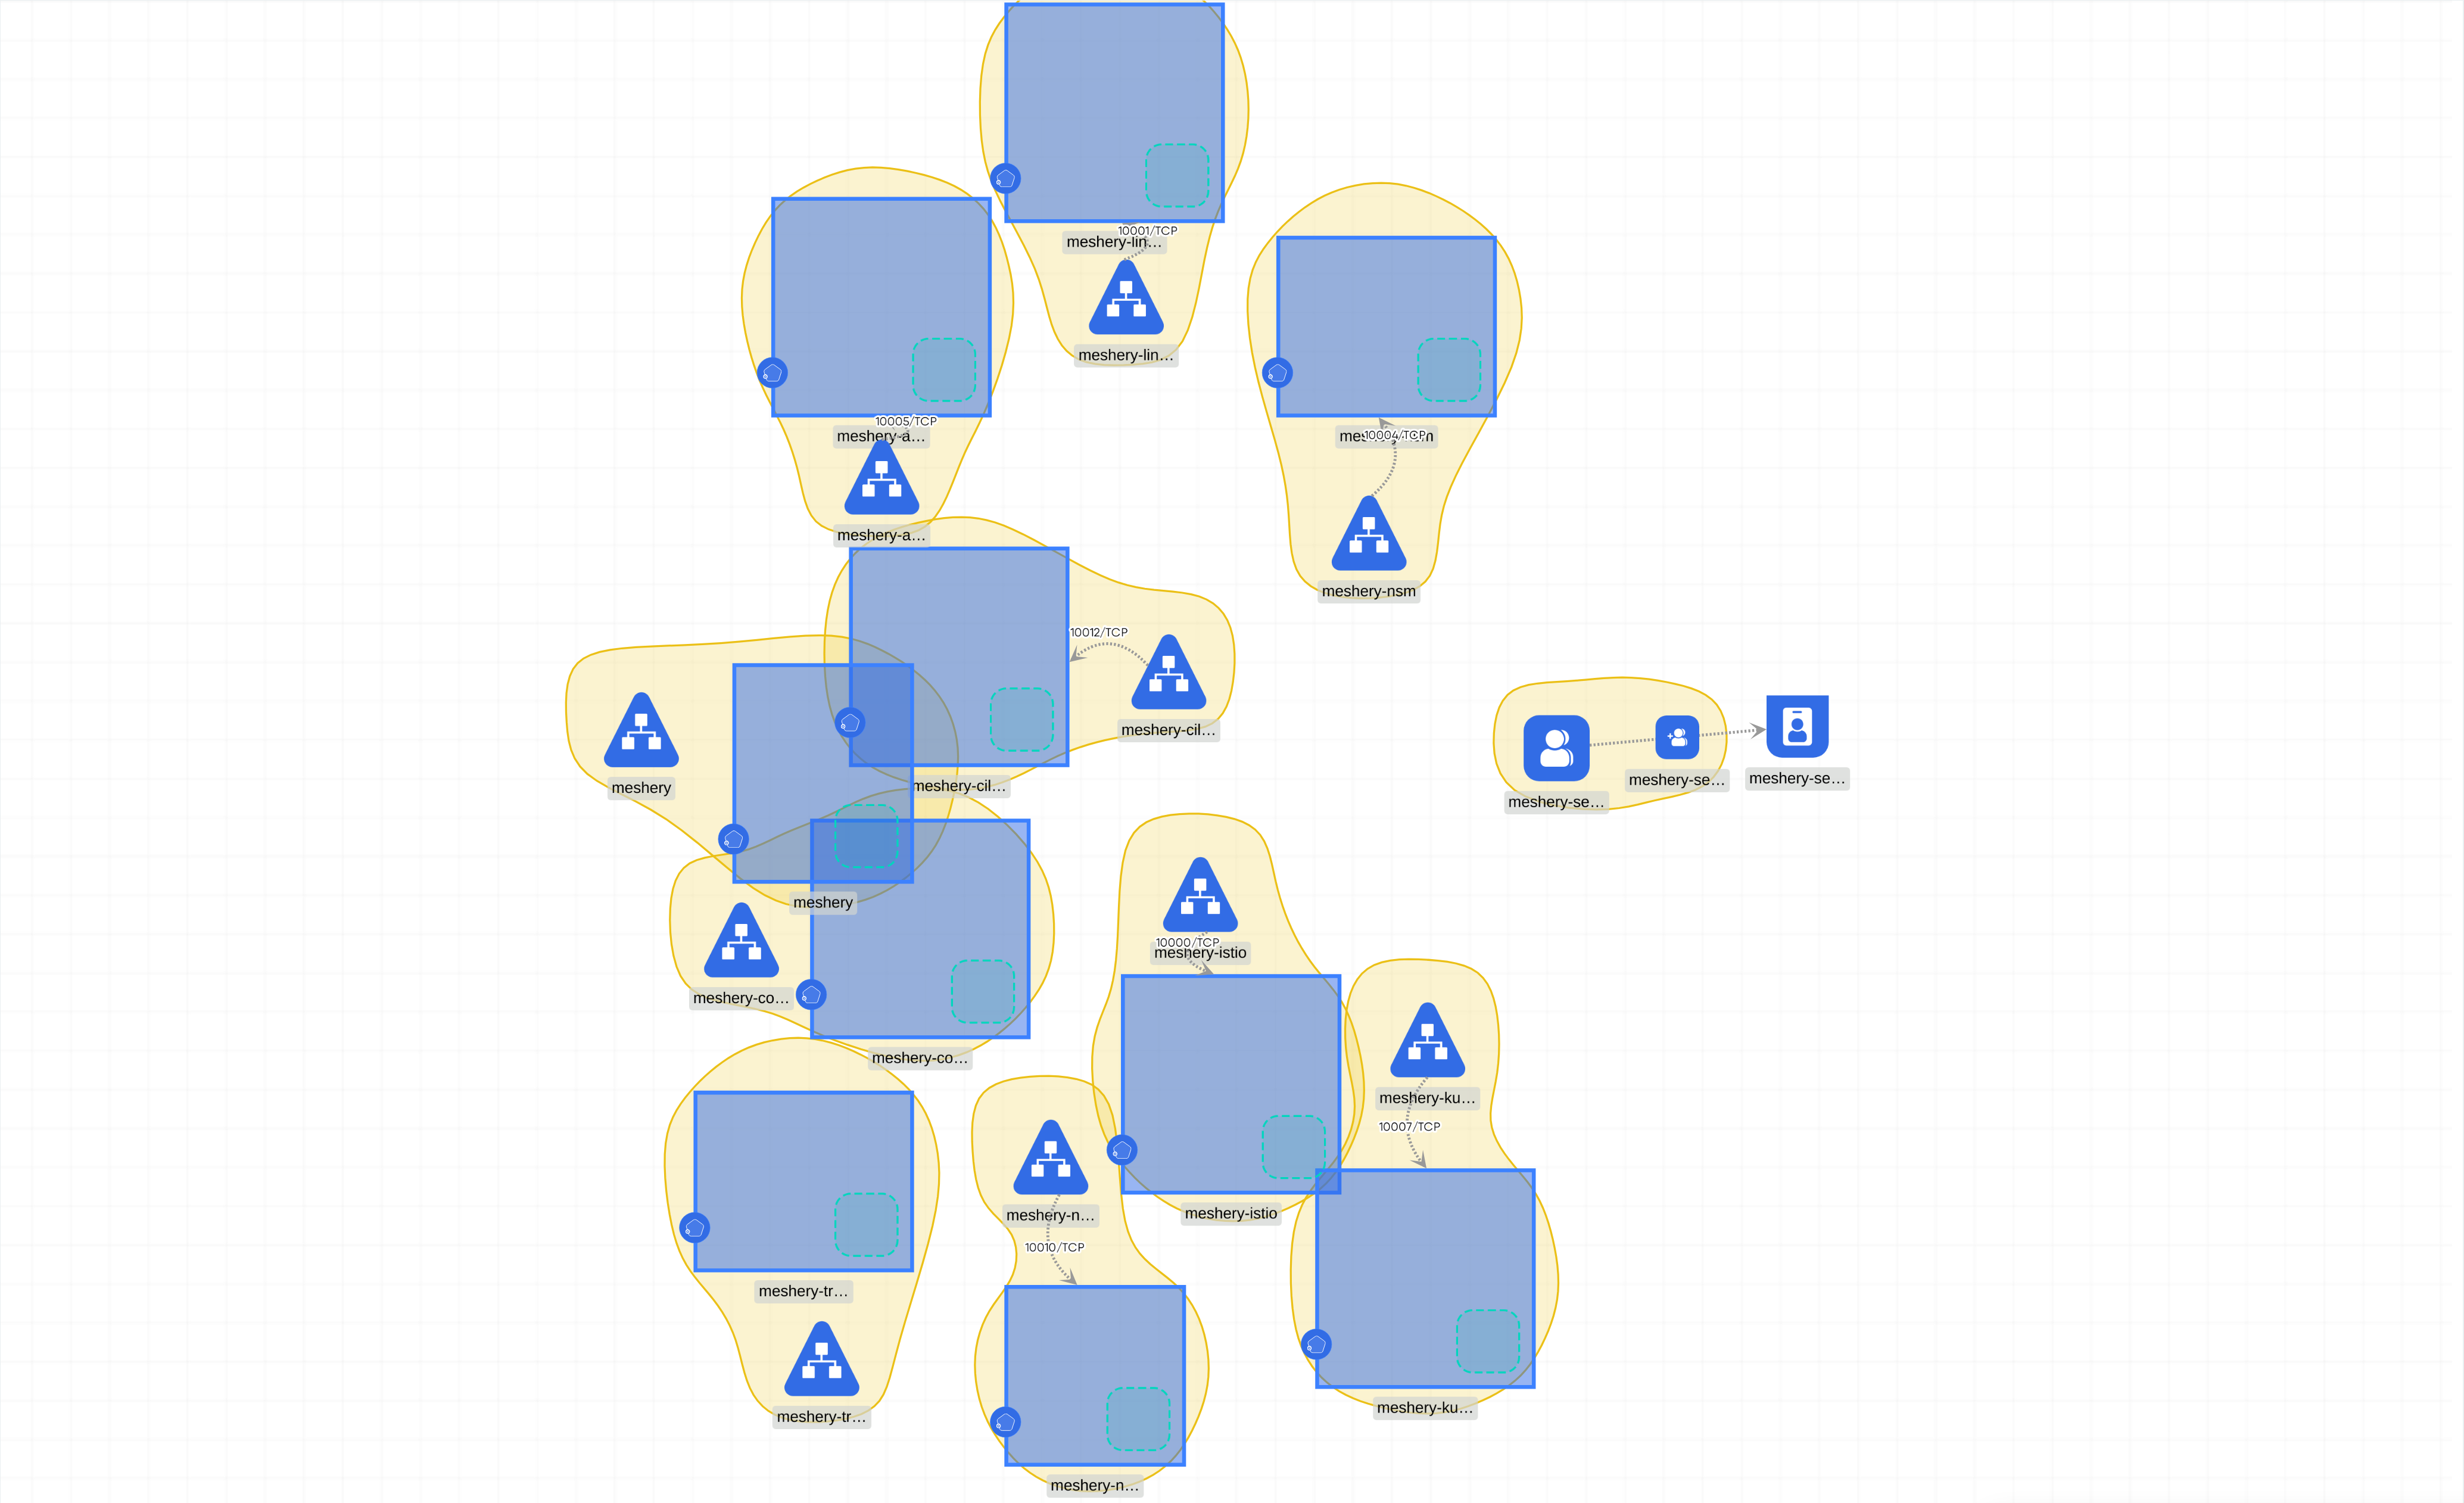 meshery-lin…
10001/TCP
meshery-lin…
10005/TCP
meshery-a…
meshery-a…
10004/TCP
meshery-nsm
10012/TCP
meshery-cil…
meshery-cil…
meshery
meshery
meshery-se…
meshery-se…
meshery-se…
meshery-co…
meshery-co…
10000/TCP
meshery-istio
meshery-istio
meshery-ku…
10007/TCP
meshery-ku…
meshery-n…
10010/TCP
meshery-n…
meshery-tr…
meshery-tr…